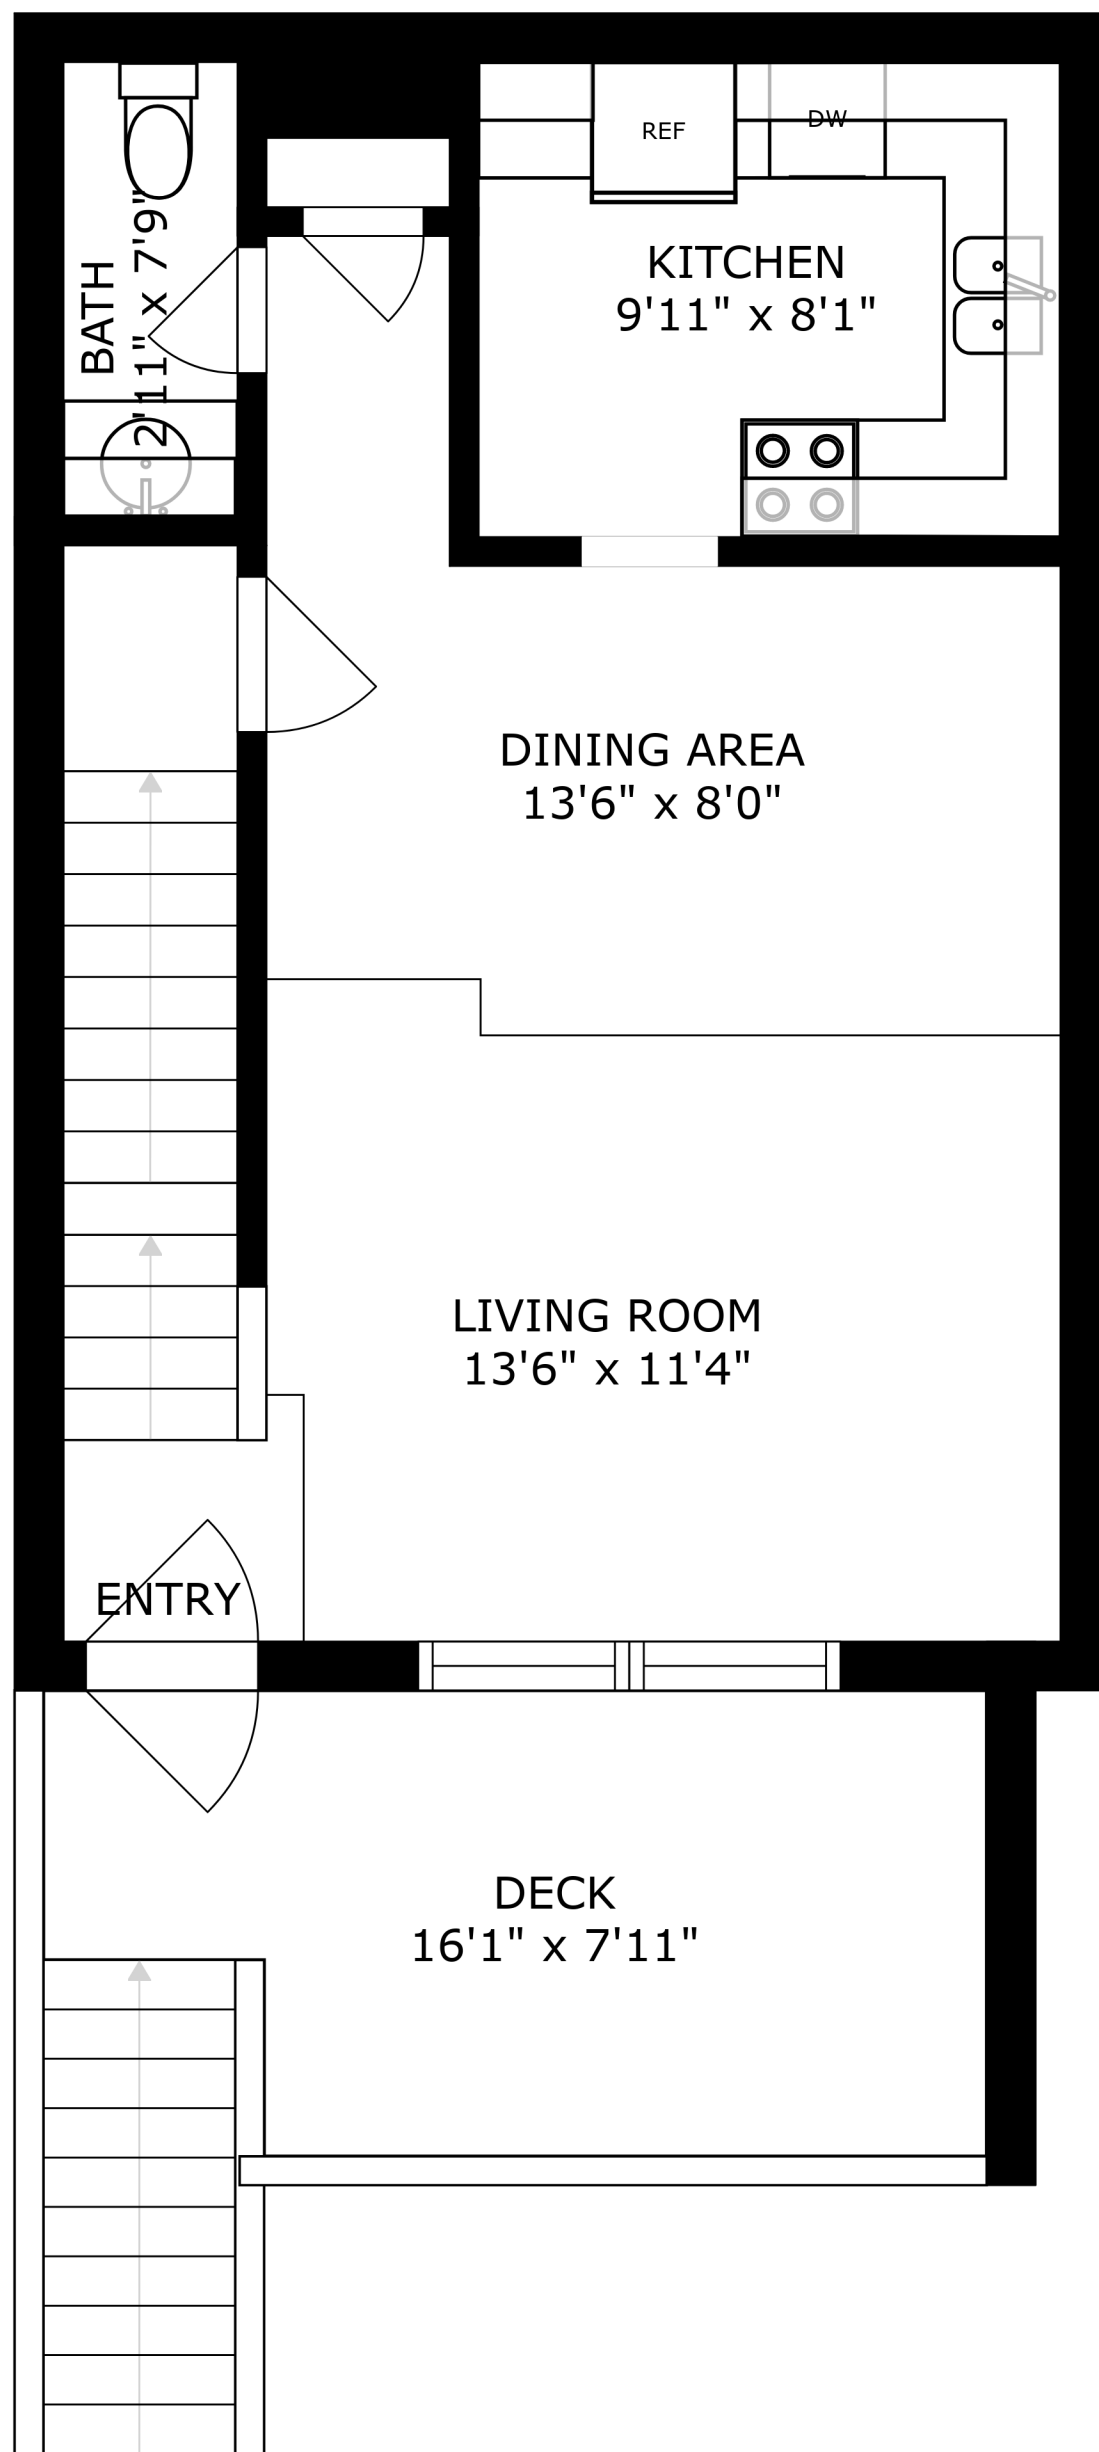 REF
DW
KITCHEN
9'11" x 8'1"
BATH
2'11" x 7'9"
DINING AREA
13'6" x 8'0"
LIVING ROOM
13'6" x 11'4"
ENTRY
DECK
16'1" x 7'11"